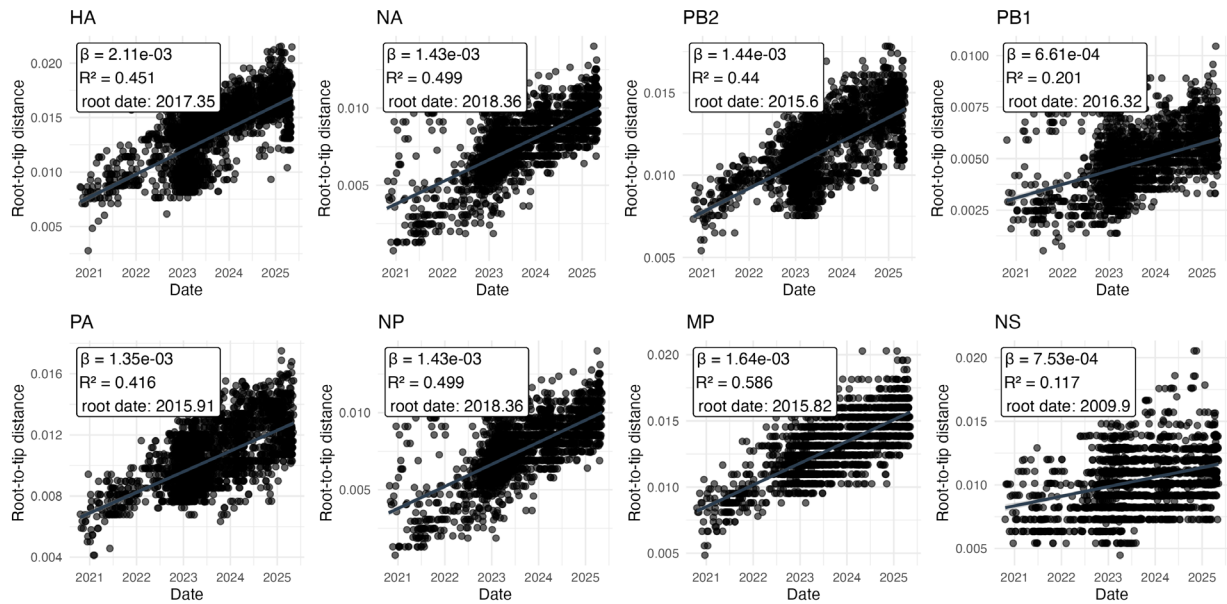 HA
NA
PB2
PB1
β = 2.11e-03
R² = 0.451
root date: 2017.35
β = 1.43e-03
R² = 0.499
root date: 2018.36
β = 1.44e-03
R² = 0.44
root date: 2015.6
β = 6.61e-04
R² = 0.201
root date: 2016.32
Root-to-tip distance
0.020
0.015
0.010
0.005
Root-to-tip distance
0.010
0.005
Root-to-tip distance
0.015
0.010
0.005
Root-to-tip distance
0.0100
0.0075
0.0050
0.0025
2021 2022 2023 2024 2025
2021 2022 2023 2024 2025
2021 2022 2023 2024 2025
2021 2022 2023 2024 2025
Date
Date
Date
Date
PA
NP
MP
NS
β = 1.35e-03
R² = 0.416
root date: 2015.91
β = 1.43e-03
R² = 0.499
root date: 2018.36
β = 1.64e-03
R² = 0.586
root date: 2015.82
β = 7.53e-04
R² = 0.117
root date: 2009.9
Root-to-tip distance
0.016
0.012
0.008
0.004
Root-to-tip distance
0.010
0.005
Root-to-tip distance
0.020
0.015
0.010
0.005
Root-to-tip distance
0.020
0.015
0.010
0.005
2021 2022 2023 2024 2025
2021 2022 2023 2024 2025
2021 2022 2023 2024 2025
2021 2022 2023 2024 2025
Date
Date
Date
Date